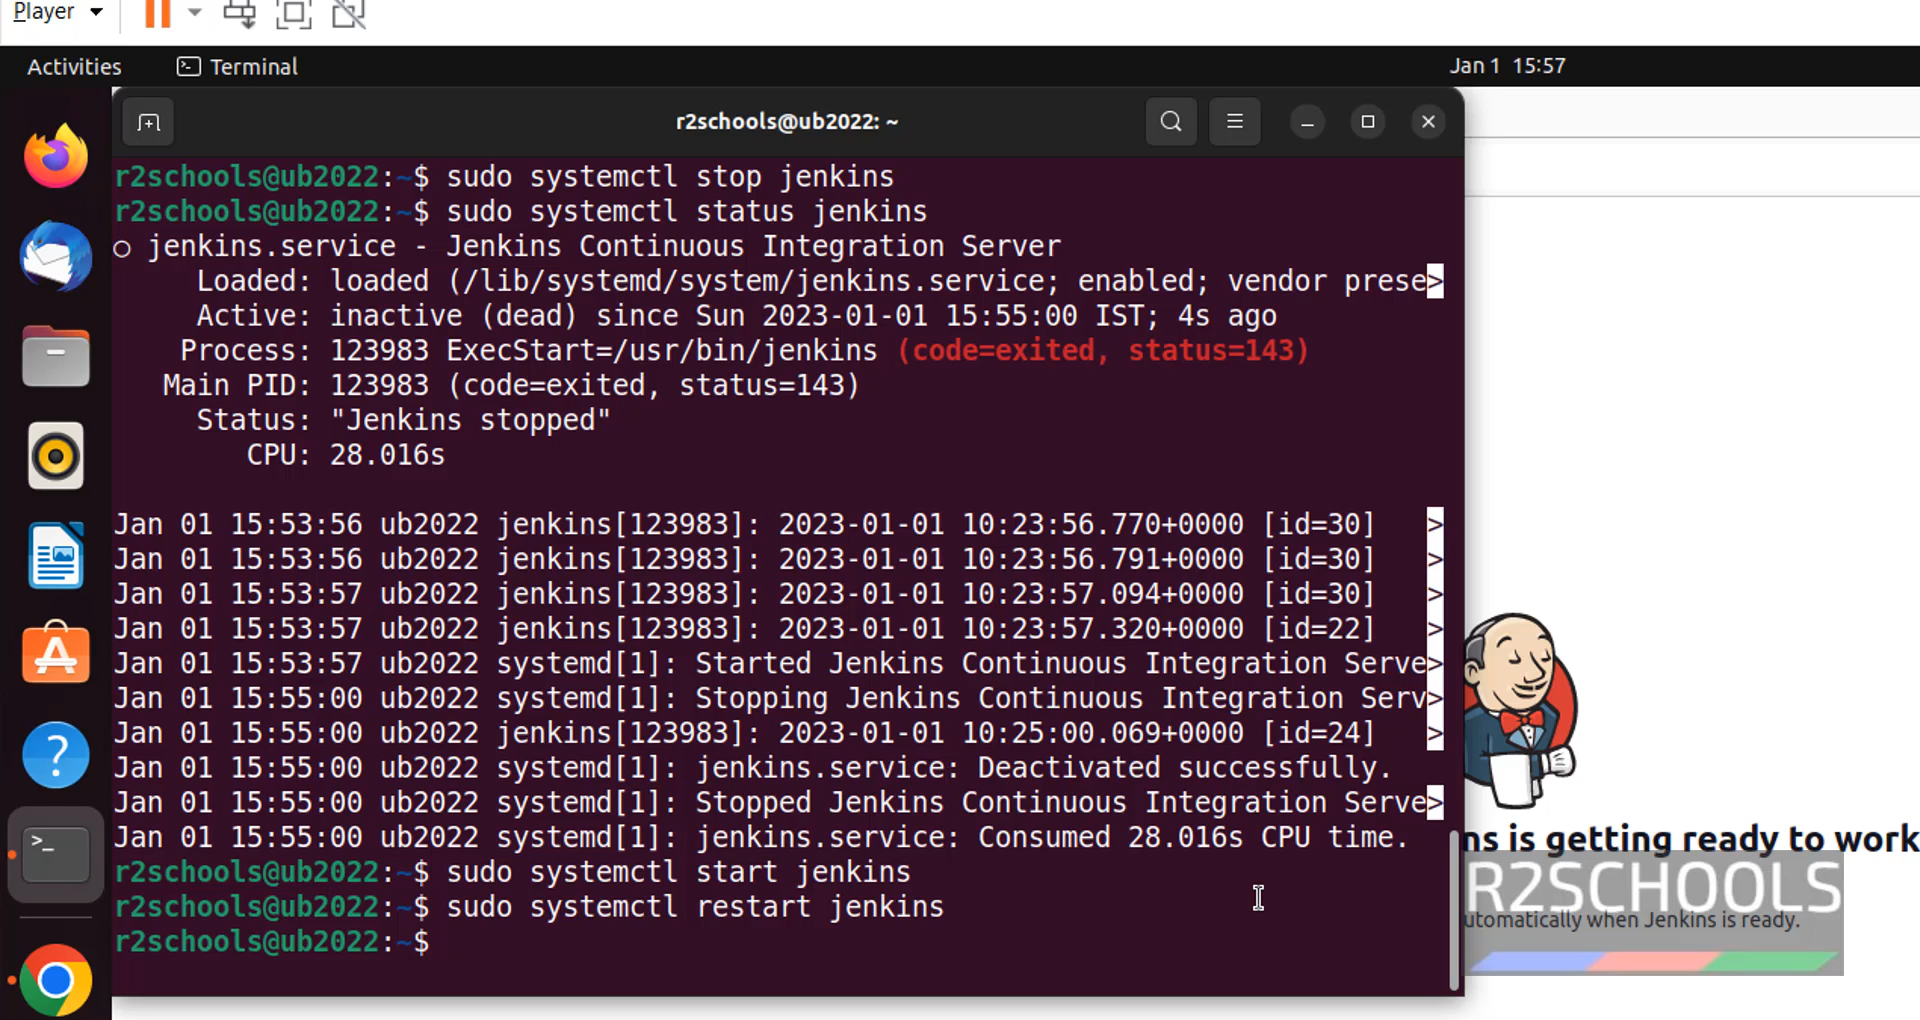 Player
Activities Terminal Jan 1 15:57
r2schools@ub2022: ~
r2schools@ub2022:~$ sudo systemctl stop jenkins
r2schools@ub2022:~$ sudo systemctl status jenkins
○ jenkins.service - Jenkins Continuous Integration Server
Loaded: loaded (/lib/systemd/system/jenkins.service; enabled; vendor prese>
Active: inactive (dead) since Sun 2023-01-01 15:55:00 IST; 4s ago
Process: 123983 ExecStart=/usr/bin/jenkins (code=exited, status=143)
Main PID: 123983 (code=exited, status=143)
Status: "Jenkins stopped"
CPU: 28.016s
Jan 01 15:53:56 ub2022 jenkins[123983]: 2023-01-01 10:23:56.770+0000 [id=30] >
Jan 01 15:53:56 ub2022 jenkins[123983]: 2023-01-01 10:23:56.791+0000 [id=30] >
Jan 01 15:53:57 ub2022 jenkins[123983]: 2023-01-01 10:23:57.094+0000 [id=30] >
Jan 01 15:53:57 ub2022 jenkins[123983]: 2023-01-01 10:23:57.320+0000 [id=22] >
Jan 01 15:53:57 ub2022 systemd[1]: Started Jenkins Continuous Integration Serve>
Jan 01 15:55:00 ub2022 systemd[1]: Stopping Jenkins Continuous Integration Serv>
Jan 01 15:55:00 ub2022 jenkins[123983]: 2023-01-01 10:25:00.069+0000 [id=24] >
Jan 01 15:55:00 ub2022 systemd[1]: jenkins.service: Deactivated successfully.
Jan 01 15:55:00 ub2022 systemd[1]: Stopped Jenkins Continuous Integration Serve>
Jan 01 15:55:00 ub2022 systemd[1]: jenkins.service: Consumed 28.016s CPU time.
r2schools@ub2022:~$ sudo systemctl start jenkins
r2schools@ub2022:~$ sudo systemctl restart jenkins
r2schools@ub2022:~$
ns is getting ready to work
R2SCHOOLS
utomatically when Jenkins is ready.